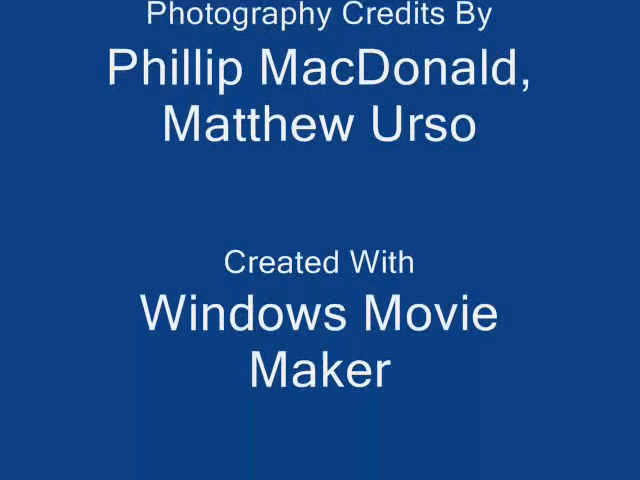 Photography Credits By
Phillip MacDonald,
Matthew Urso
Created With
Windows Movie
Maker